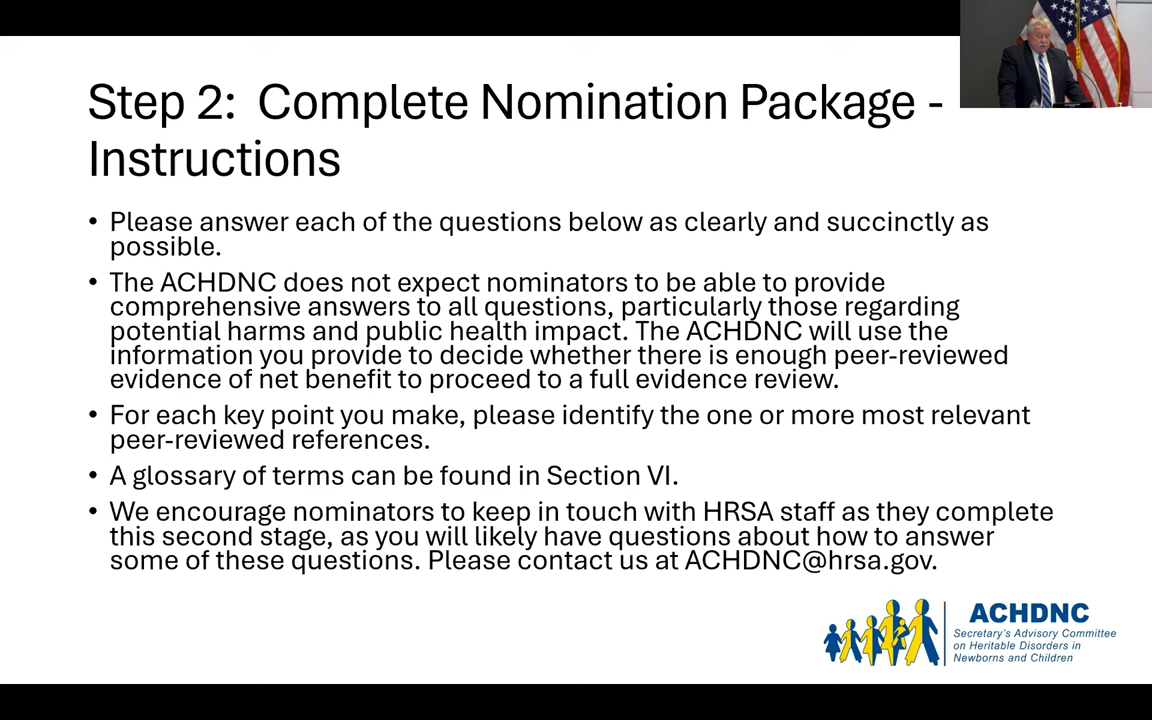 Step 2:  Complete Nomination Package -
Instructions
• Please answer each of the questions below as clearly and succinctly as
possible.
• The ACHDNC does not expect nominators to be able to provide
comprehensive answers to all questions, particularly those regarding
potential harms and public health impact. The ACHDNC will use the
information you provide to decide whether there is enough peer-reviewed
evidence of net benefit to proceed to a full evidence review.
• For each key point you make, please identify the one or more most relevant
peer-reviewed references.
• A glossary of terms can be found in Section VI.
• We encourage nominators to keep in touch with HRSA staff as they complete
this second stage, as you will likely have questions about how to answer
some of these questions. Please contact us at ACHDNC@hrsa.gov.
ACHDNC
Secretary's Advisory Committee
on Heritable Disorders in
Newborns and Children